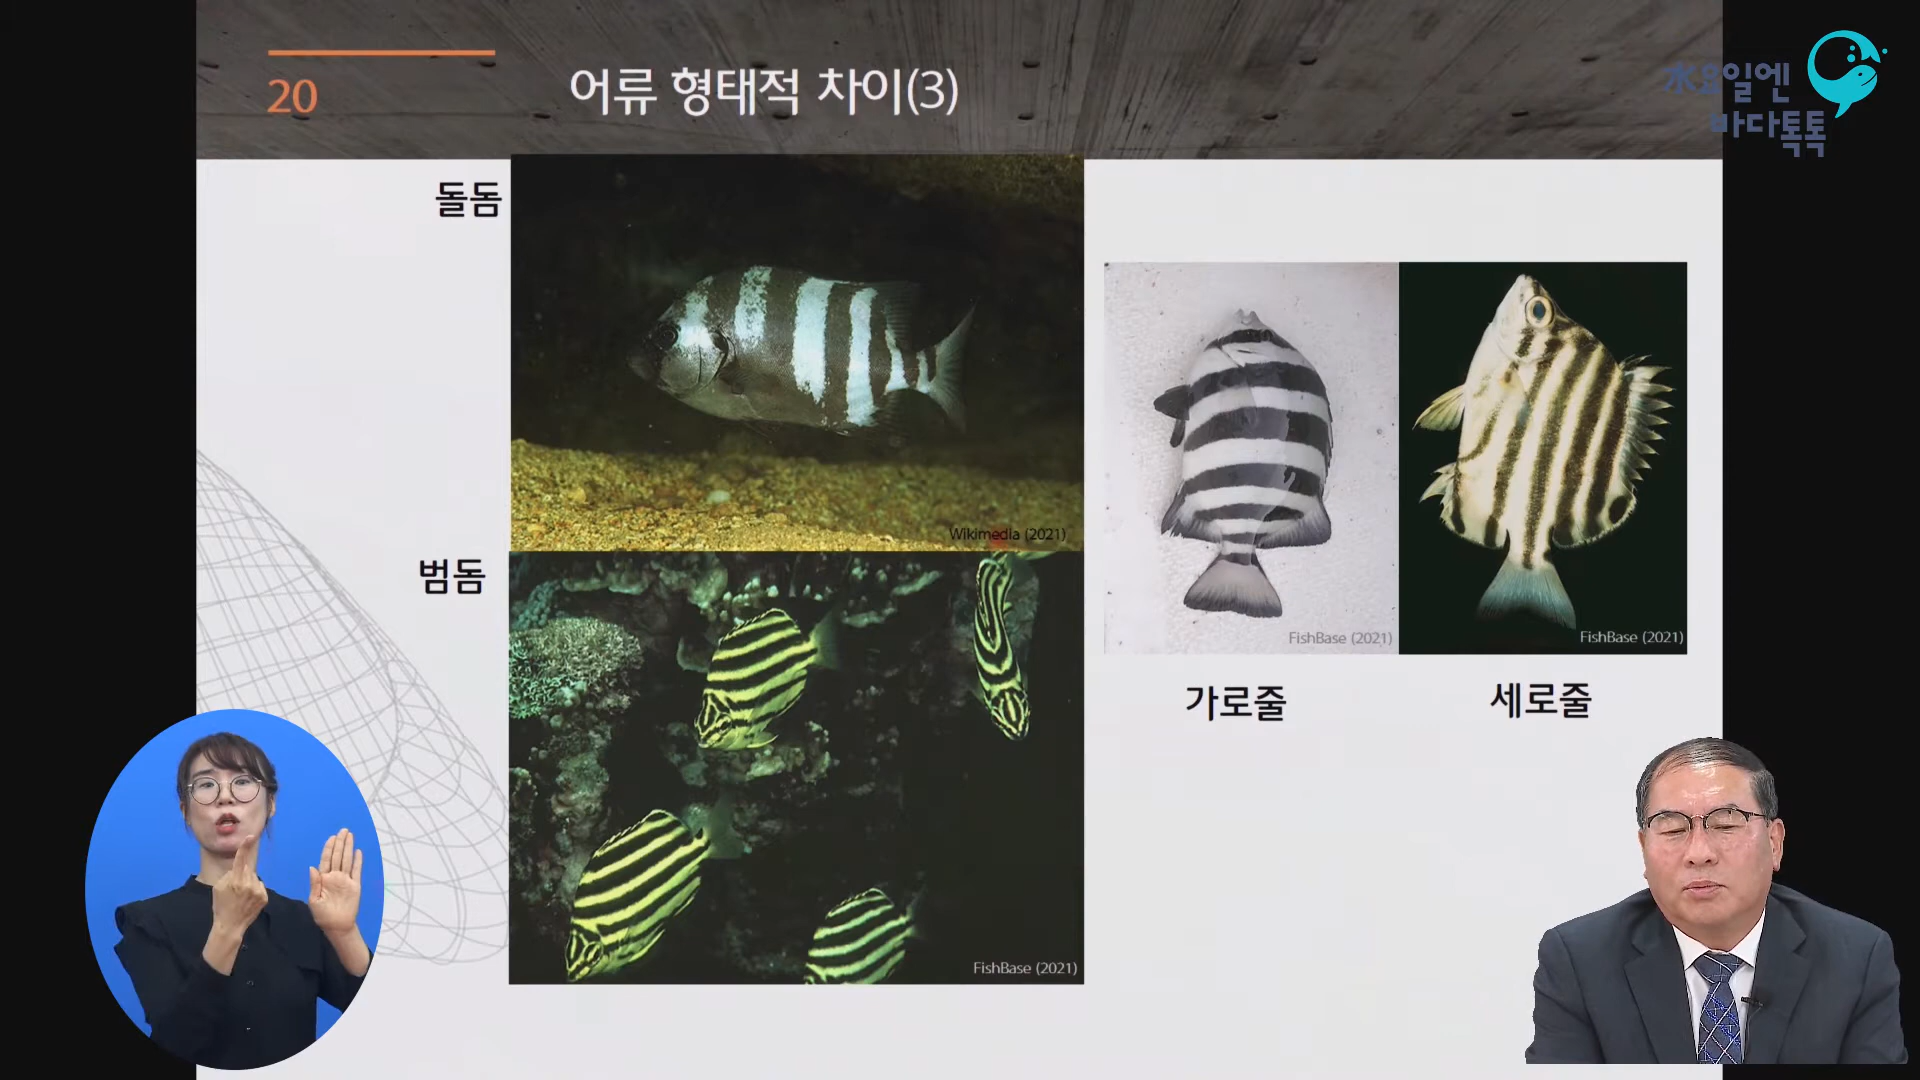 20
어류 형태적 차이(3)
水요일엔
바다톡톡
돌돔
Wikimedia (2021)
범돔
FishBase (2021)
FishBase (2021)
FishBase (2021)
가로줄
세로줄